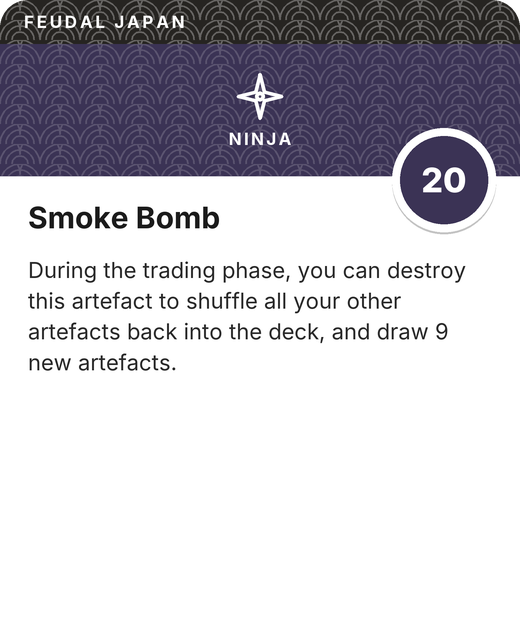 FEUDAL JAPAN
NINJA
20
Smoke Bomb
During the trading phase, you can destroy
this artefact to shuffle all your other
artefacts back into the deck, and draw 9
new artefacts.